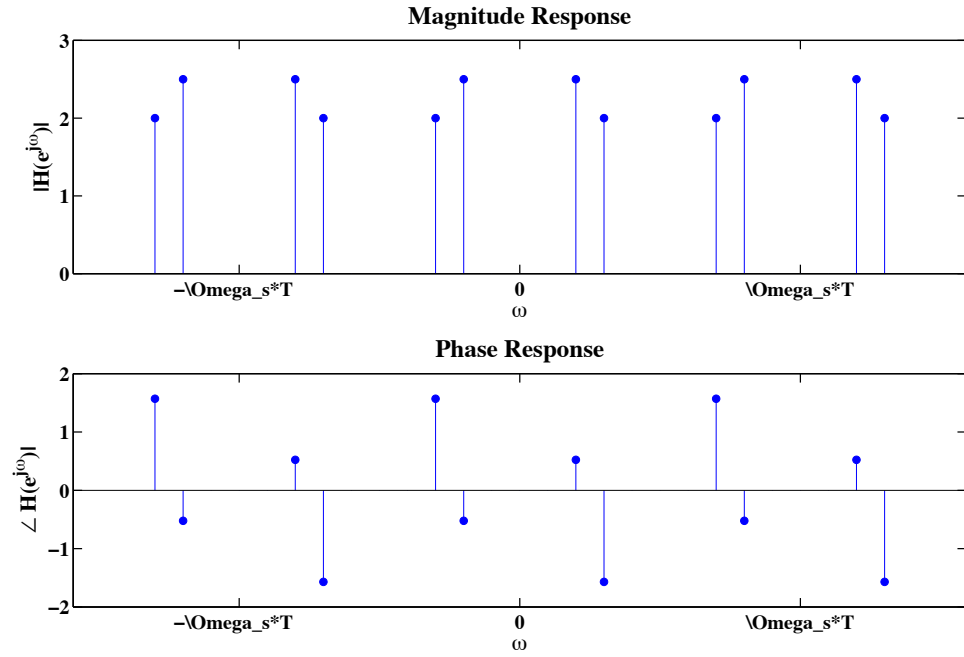 Magnitude Response
3
2
1
0
|H(e^jω)|
−\Omega_s*T
0
\Omega_s*T
ω
Phase Response
2
1
0
−1
−2
∠ H(e^jω)|
−\Omega_s*T
0
\Omega_s*T
ω